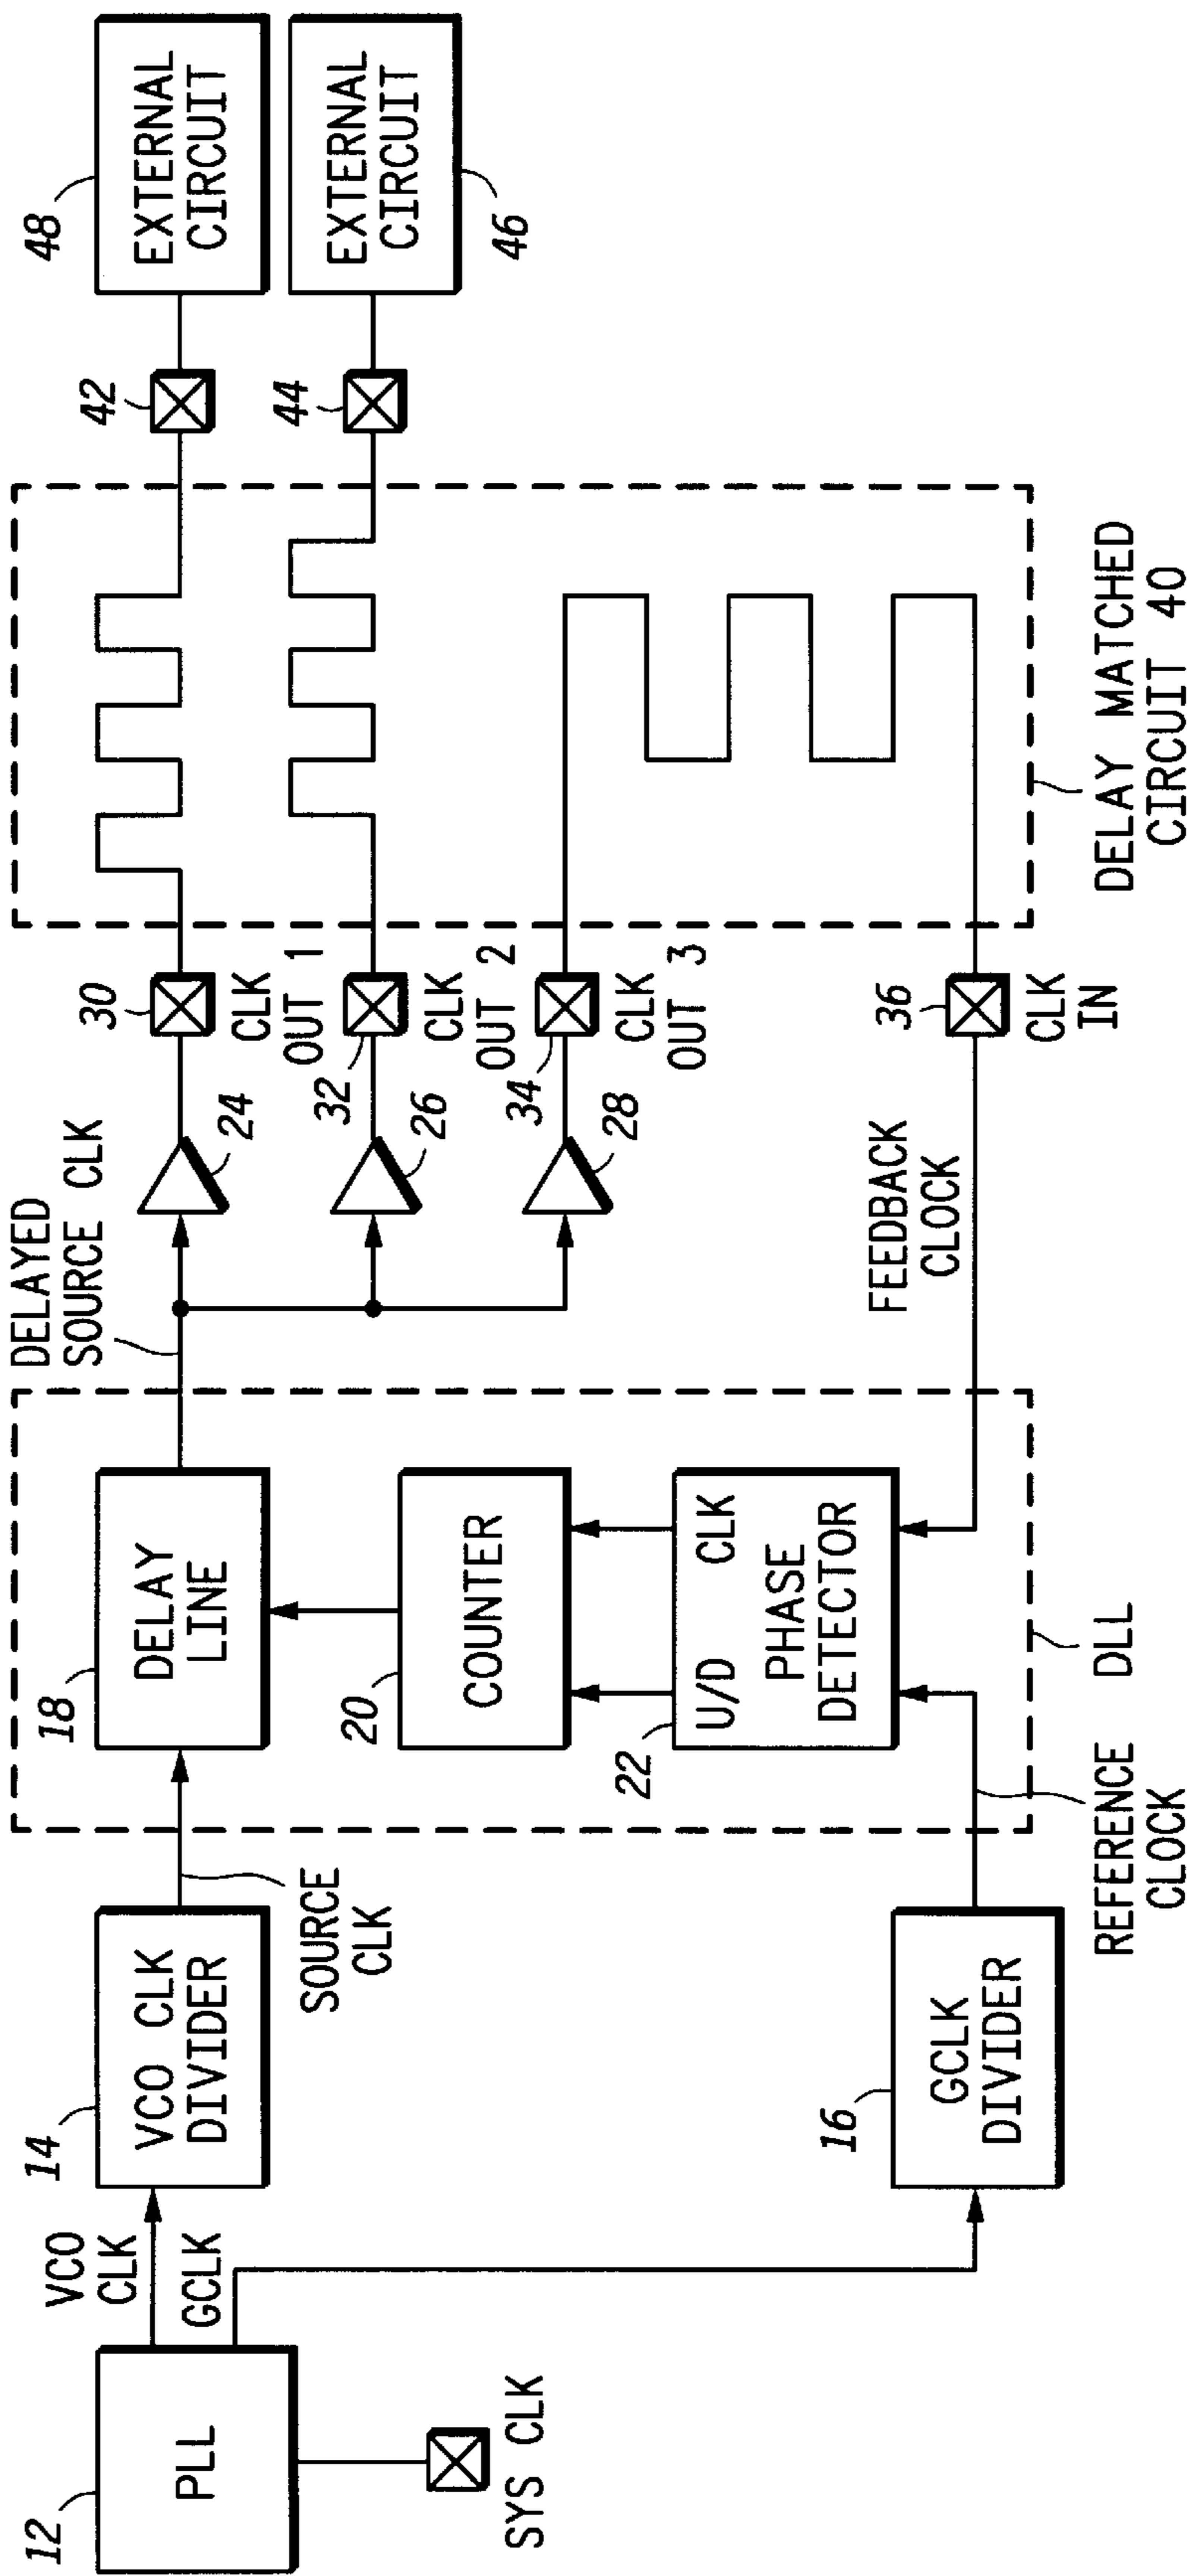 12
PLL
SYS CLK
VCO
CLK
GCLK
14
VCO CLK
DIVIDER
SOURCE
CLK
16
GCLK
DIVIDER
REFERENCE
CLOCK
DLL
18
DELAY
LINE
20
COUNTER
22
U/D CLK
PHASE
DETECTOR
DELAYED
SOURCE CLK
FEEDBACK
CLOCK
24
26
28
30
CLK
OUT 1
32
CLK
OUT 2
34
CLK
OUT 3
36
CLK
IN
DELAY MATCHED
CIRCUIT 40
42
44
48
EXTERNAL
CIRCUIT
EXTERNAL
CIRCUIT
46